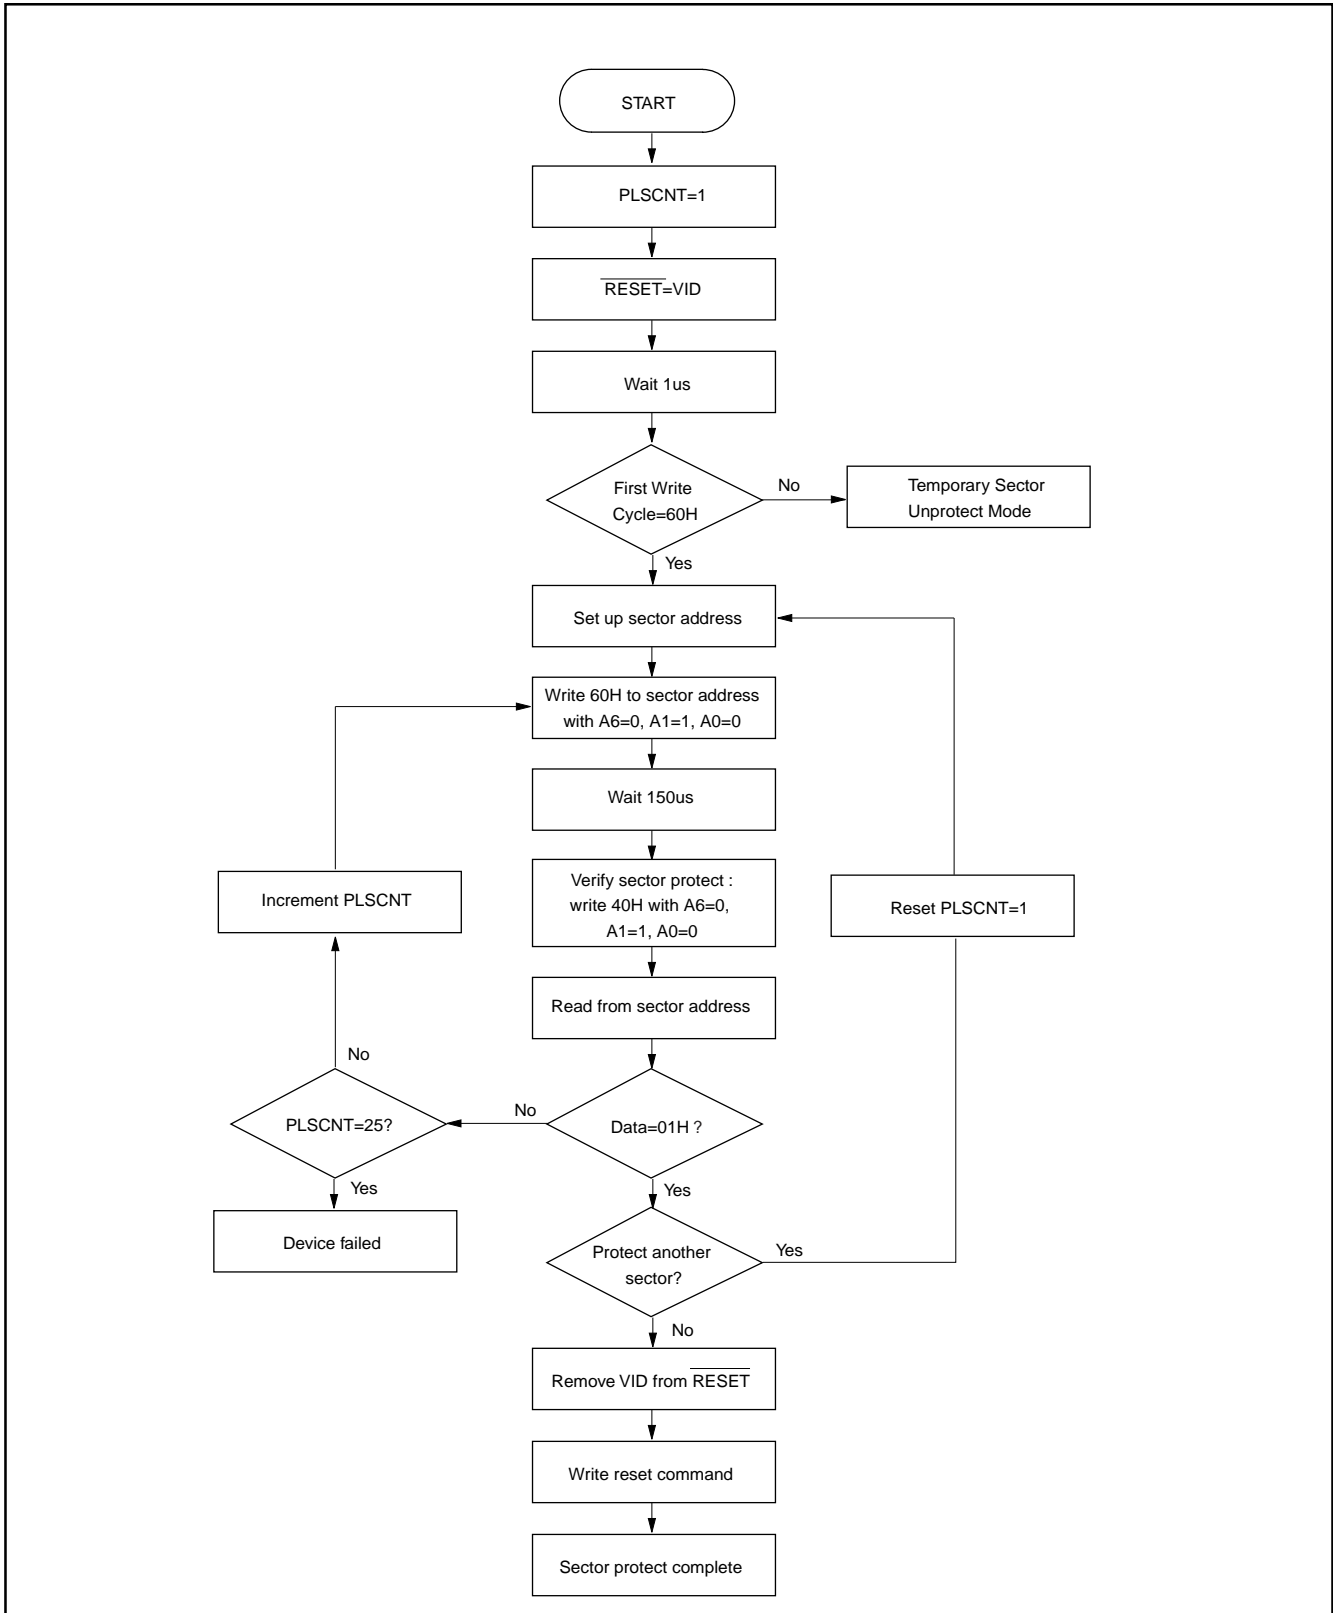 START
PLSCNT=1
RESET=VID
Wait 1us
First Write
Cycle=60H
No
Temporary Sector
Unprotect Mode
Yes
Set up sector address
Write 60H to sector address
with A6=0, A1=1, A0=0
Wait 150us
Verify sector protect :
write 40H with A6=0,
A1=1, A0=0
Increment PLSCNT
Reset PLSCNT=1
Read from sector address
No
PLSCNT=25?
No
Data=01H ?
Yes
Device failed
Yes
Protect another
sector?
Yes
No
Remove VID from RESET
Write reset command
Sector protect complete